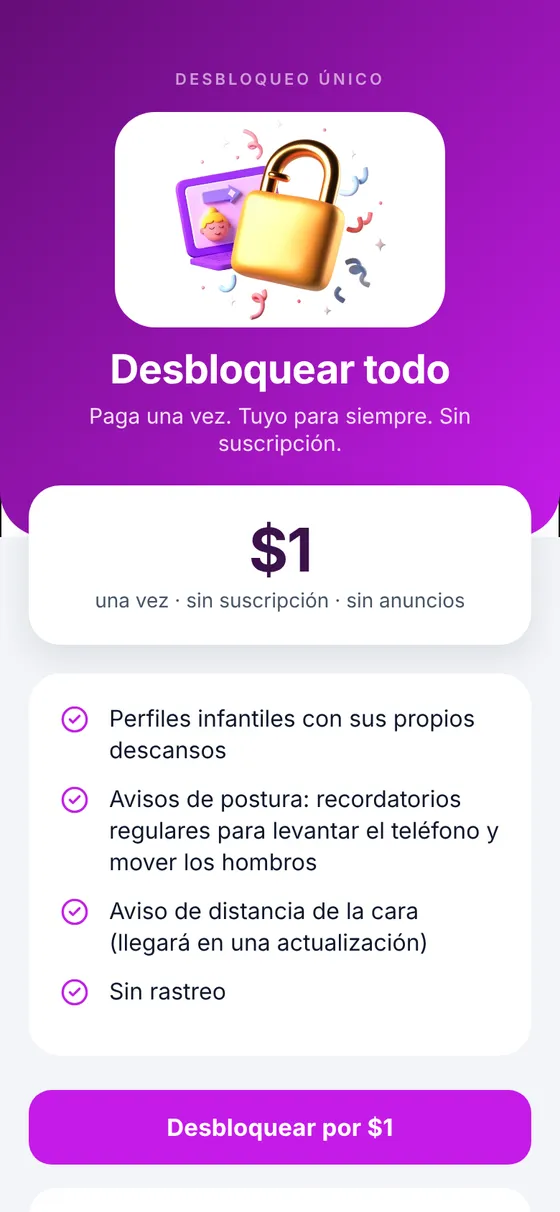 DESBLOQUEO ÚNICO
Desbloquear todo
Paga una vez. Tuyo para siempre. Sin
suscripción.
$1
una vez · sin suscripción · sin anuncios
Perfiles infantiles con sus propios
descansos
Avisos de postura: recordatorios
regulares para levantar el teléfono y
mover los hombros
Aviso de distancia de la cara
(llegará en una actualización)
Sin rastreo
Desbloquear por $1